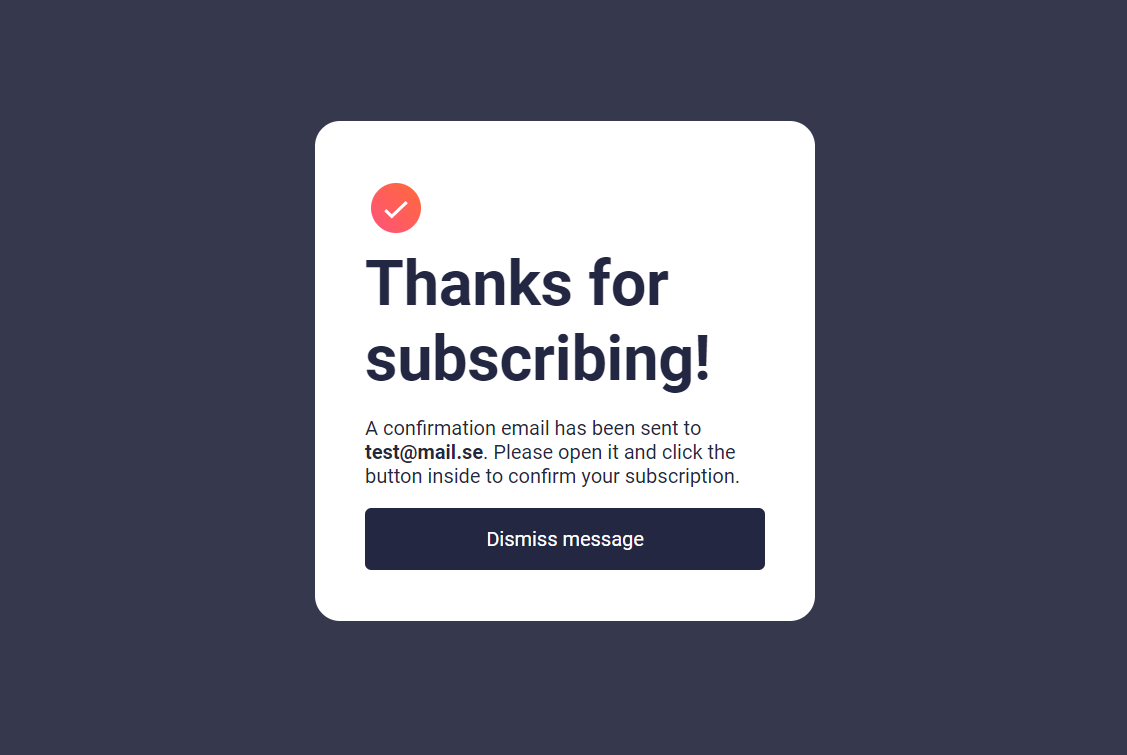 Thanks for
subscribing!
A confirmation email has been sent to
test@mail.se. Please open it and click the
button inside to confirm your subscription.
Dismiss message